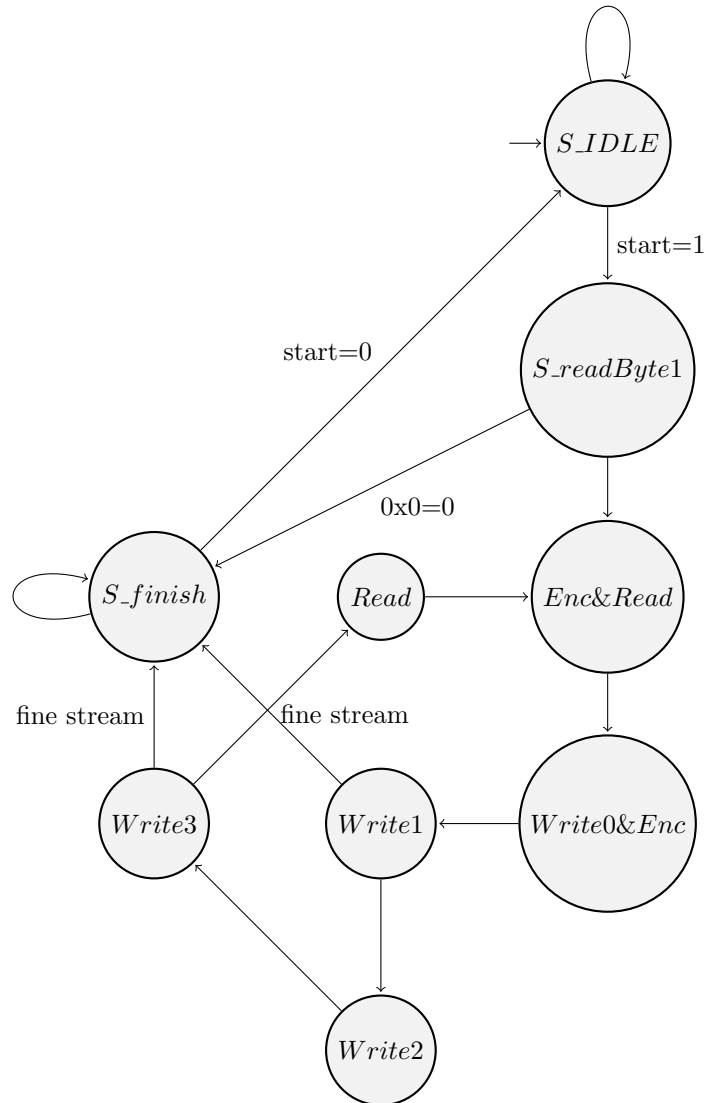 S_IDLE
start=1
S_readByte1
start=0
0x0=0
S_finish
Read
Enc&Read
fine stream
fine stream
Write3
Write1
Write0&Enc
Write2